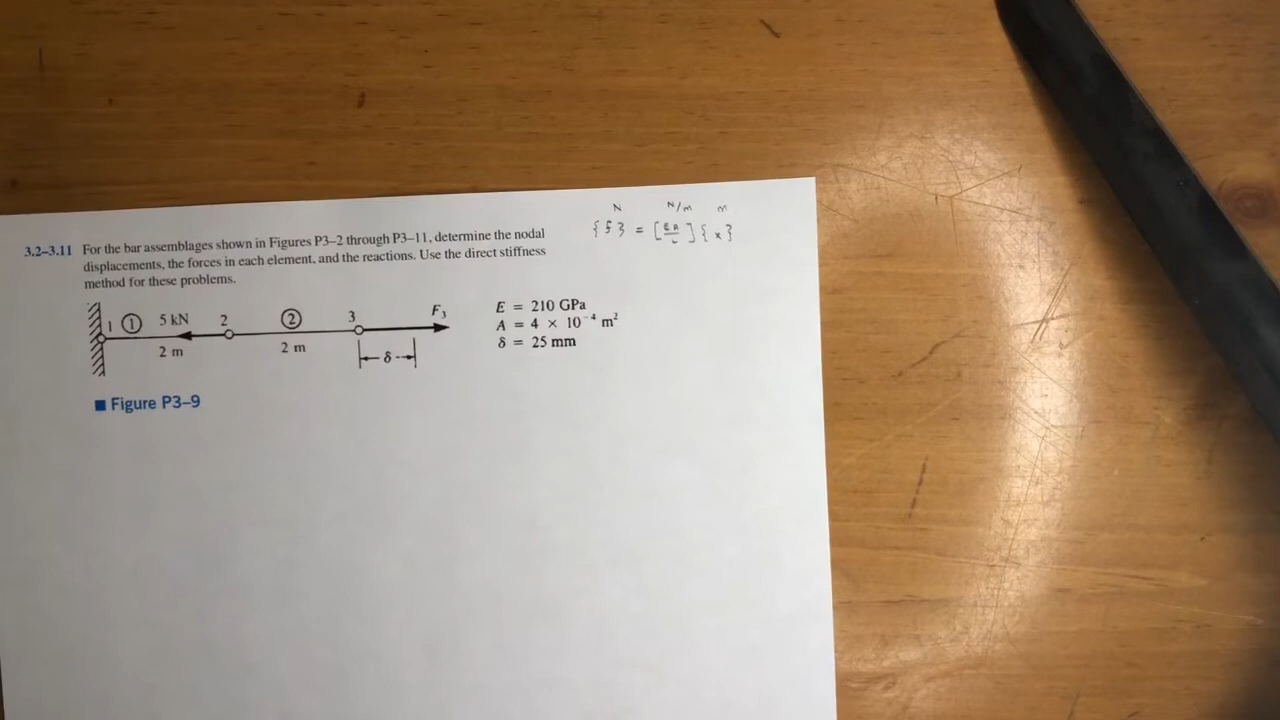 3.2–3.11 For the bar assemblages shown in Figures P3–2 through P3–11, determine the nodal
displacements, the forces in each element, and the reactions. Use the direct stiffness
method for these problems.
N N/m m
{f} = [EA/L]{x}
1 ① 5 kN 2 ② 3 F₃
2 m 2 m δ
E = 210 GPa
A = 4 × 10⁻⁴ m²
δ = 25 mm
Figure P3–9